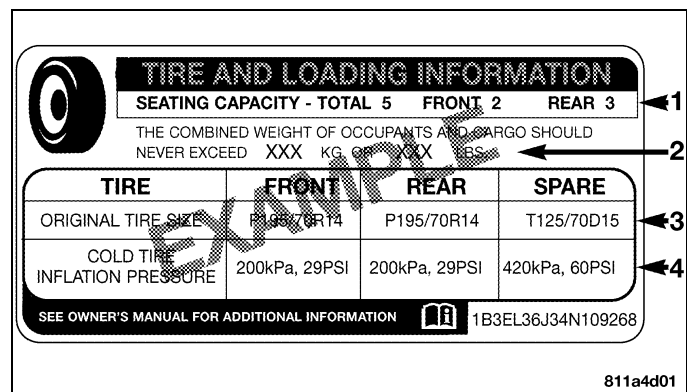 TIRE AND LOADING INFORMATION
SEATING CAPACITY - TOTAL 5 FRONT 2 REAR 3
1
THE COMBINED WEIGHT OF OCCUPANTS AND CARGO SHOULD
NEVER EXCEED XXX KG OR XXX LBS.
2
EXAMPLE
TIRE FRONT REAR SPARE
ORIGINAL TIRE SIZE P195/70R14 P195/70R14 T125/70D15
3
COLD TIRE
INFLATION PRESSURE 200kPa, 29PSI 200kPa, 29PSI 420kPa, 60PSI
4
SEE OWNER'S MANUAL FOR ADDITIONAL INFORMATION 1B3EL36J34N109268
811a4d01